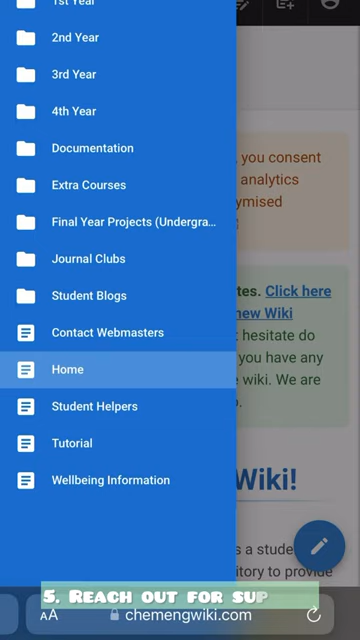 1st Year
2nd Year
3rd Year
4th Year
Documentation
Extra Courses
Final Year Projects (Undergra...
Journal Clubs
Student Blogs
Contact Webmasters
Home
Student Helpers
Tutorial
Wellbeing Information
you consent
analytics
tes. Click here
new Wiki
hesitate do
you have any
wiki. We are
Wiki!
s a stude
itory to provide
5. REACH OUT FOR SUP
AA chemengwiki.com